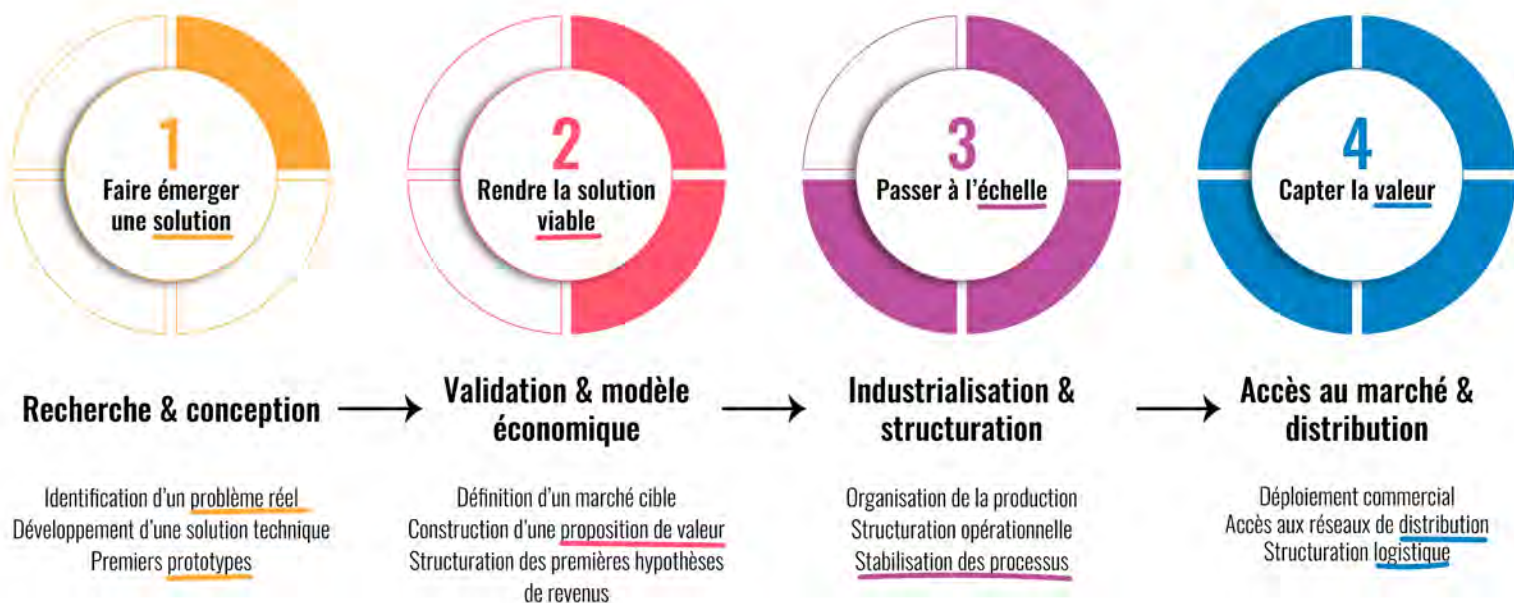 1
Faire émerger
une solution
2
Rendre la solution
viable
3
Passer à l'échelle
4
Capter la valeur
Recherche & conception
Validation & modèle
économique
Industrialisation &
structuration
Accès au marché &
distribution
Identification d'un problème réel
Développement d'une solution technique
Premiers prototypes
Définition d'un marché cible
Construction d'une proposition de valeur
Structuration des premières hypothèses
de revenus
Organisation de la production
Structuration opérationnelle
Stabilisation des processus
Déploiement commercial
Accès aux réseaux de distribution
Structuration logistique